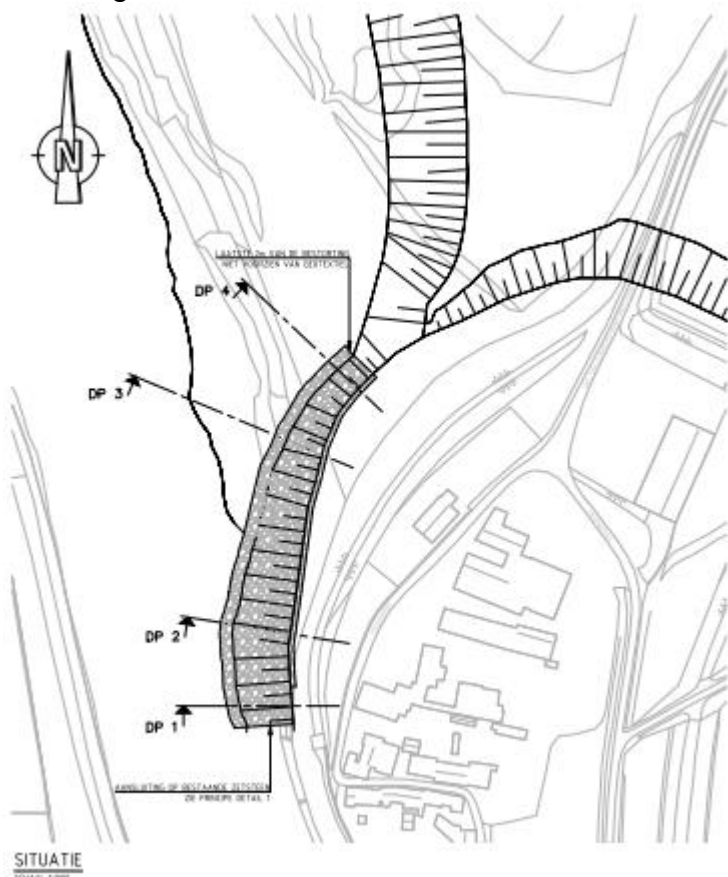 N
LAATSTE 2m VAN DE BESTORTING
NIET VOORZIEN VAN GEOTEXTIEL
DP 4
DP 3
DP 2
DP 1
AANSLUITING OP BESTAANDE ZETSTEEN
ZIE PRINCIPE DETAIL 1
SITUATIE